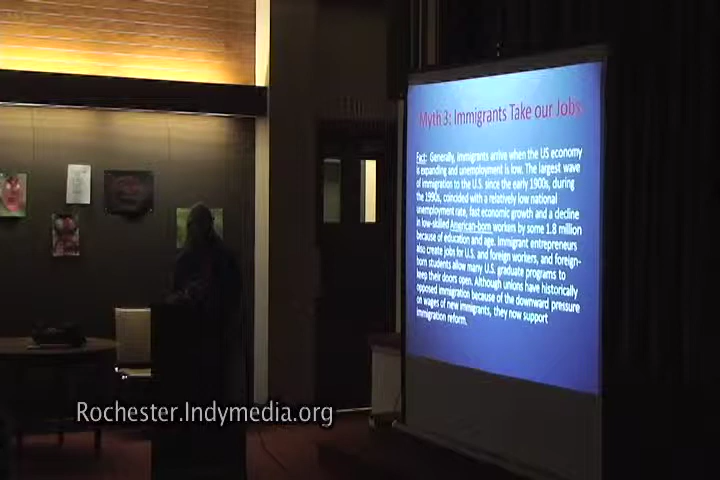 Myth 3: Immigrants Take our Jobs
Fact: Generally, immigrants arrive when the US economy
is expanding and unemployment is low. The largest wave
of immigration to the U.S. since the early 1900s, during
the 1990s, coincided with a relatively low national
unemployment rate, fast economic growth and a decline
in low-skilled American-born workers by some 1.8 million
because of education and age. Immigrant entrepreneurs
also create jobs for U.S. and foreign workers, and foreign-
born students allow many U.S. graduate programs to
keep their doors open. Although unions have historically
opposed immigration because of the downward pressure
on wages of new immigrants, they now support
immigration reform.
Rochester.Indymedia.org